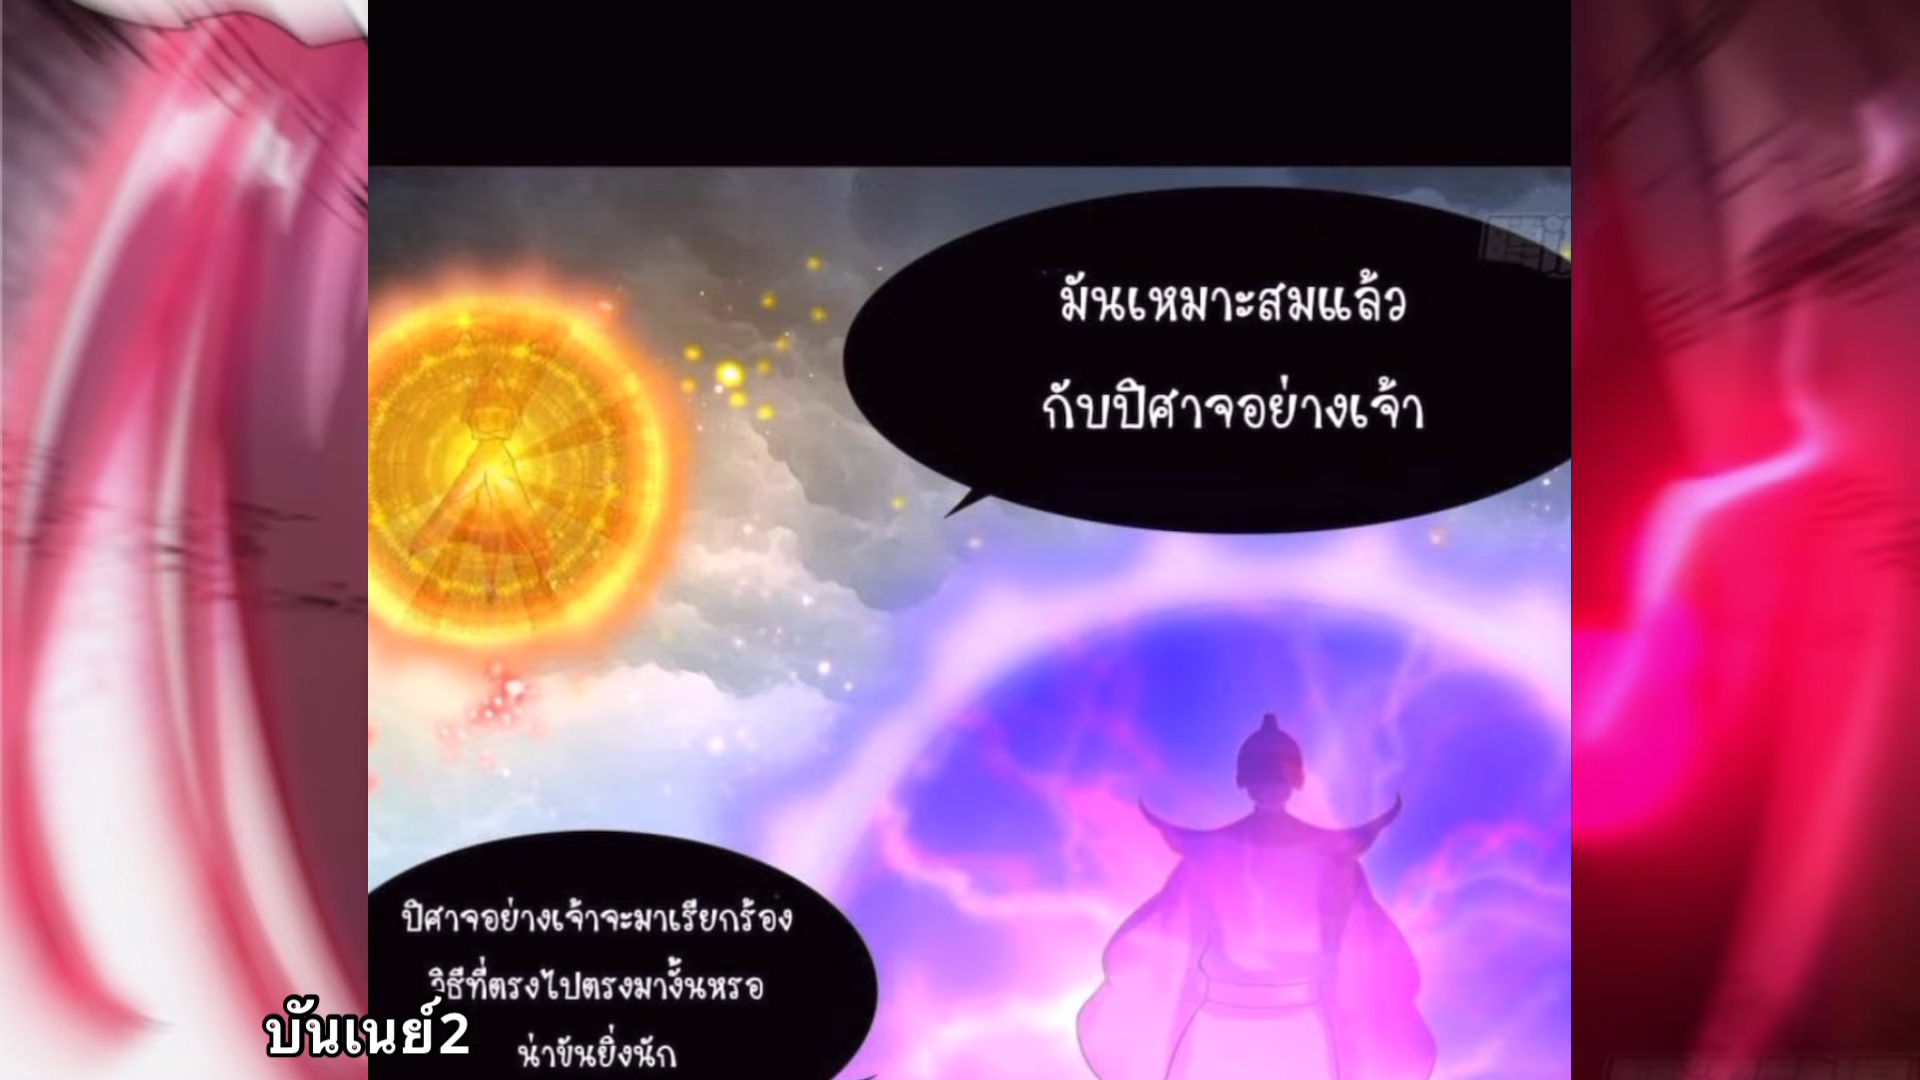 มันเหมาะสมแล้ว
กับปิศาจอย่างเจ้า
ปิศาจอย่างเจ้าจะมาเรียกร้อง
วิธีที่ตรงไปตรงมางั้นหรอ
น่าขันยิ่งนัก
บันเนย์2